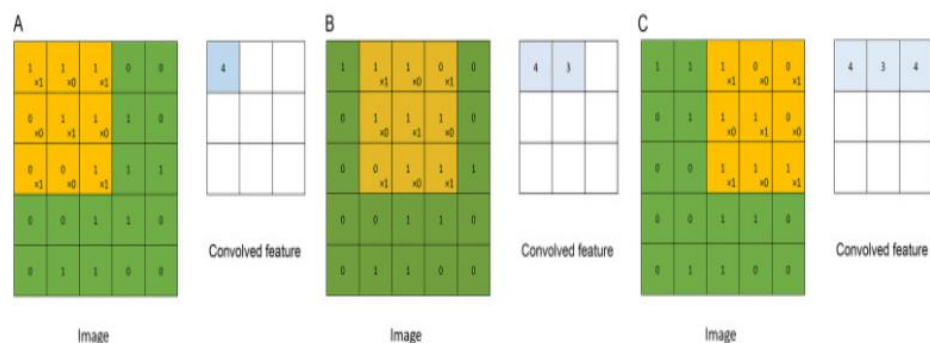 A
1 1 1 0 0
×1 ×0 ×1
0 1 1 1 0
×0 ×1 ×0
0 0 1 1 1
×1 ×0 ×1
0 0 1 1 0
0 1 1 0 0
Image
4
Convolved feature
B
1 1 1 0 0
×1 ×0 ×1
0 1 1 1 0
×0 ×1 ×0
0 0 1 1 1
×1 ×0 ×1
0 0 1 1 0
0 1 1 0 0
Image
4 3
Convolved feature
C
1 1 1 0 0
×1 ×0 ×1
0 1 1 1 0
×0 ×1 ×0
0 0 1 1 1
×1 ×0 ×1
0 0 1 1 0
0 1 1 0 0
Image
4 3 4
Convolved feature